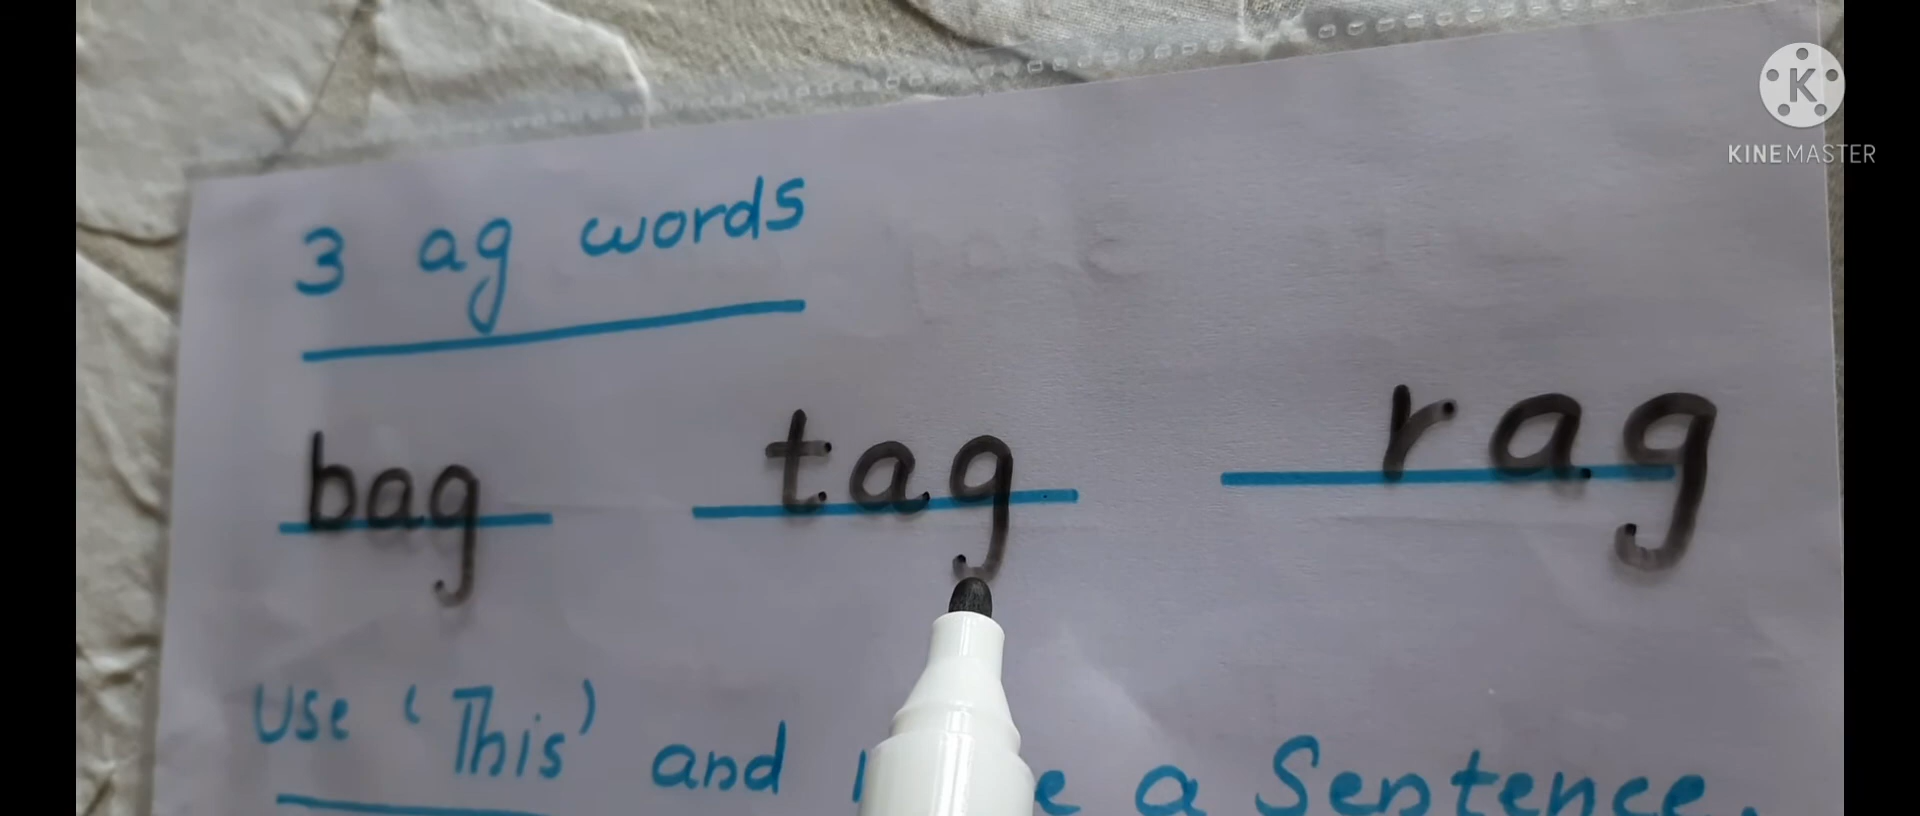 K
KINEMASTER
3 ag words
bag tag rag
Use 'This' and a Sentence.